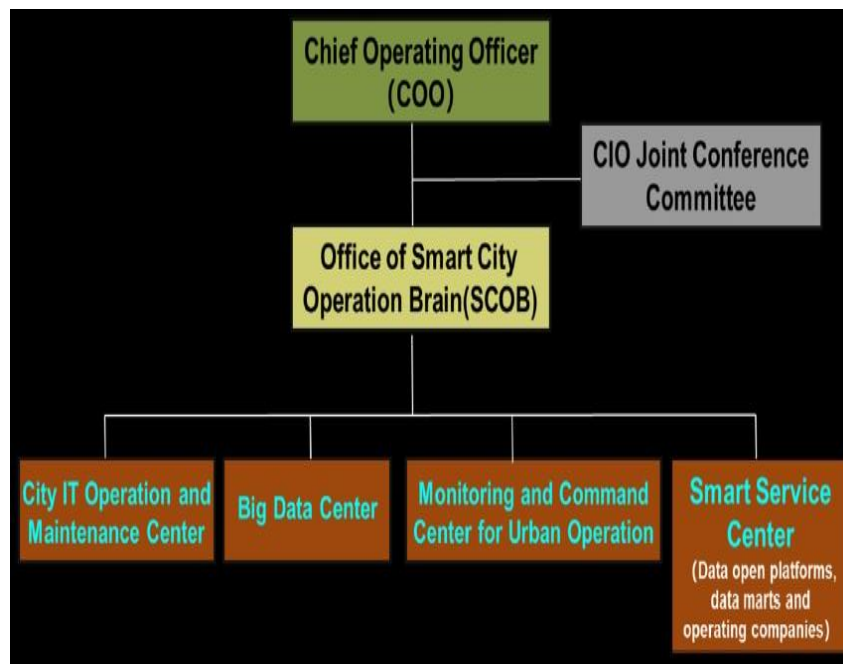 Chief Operating Officer
(COO)
CIO Joint Conference
Committee
Office of Smart City
Operation Brain(SCOB)
City IT Operation and
Maintenance Center
Big Data Center
Monitoring and Command
Center for Urban Operation
Smart Service
Center
(Data open platforms,
data marts and
operating companies)